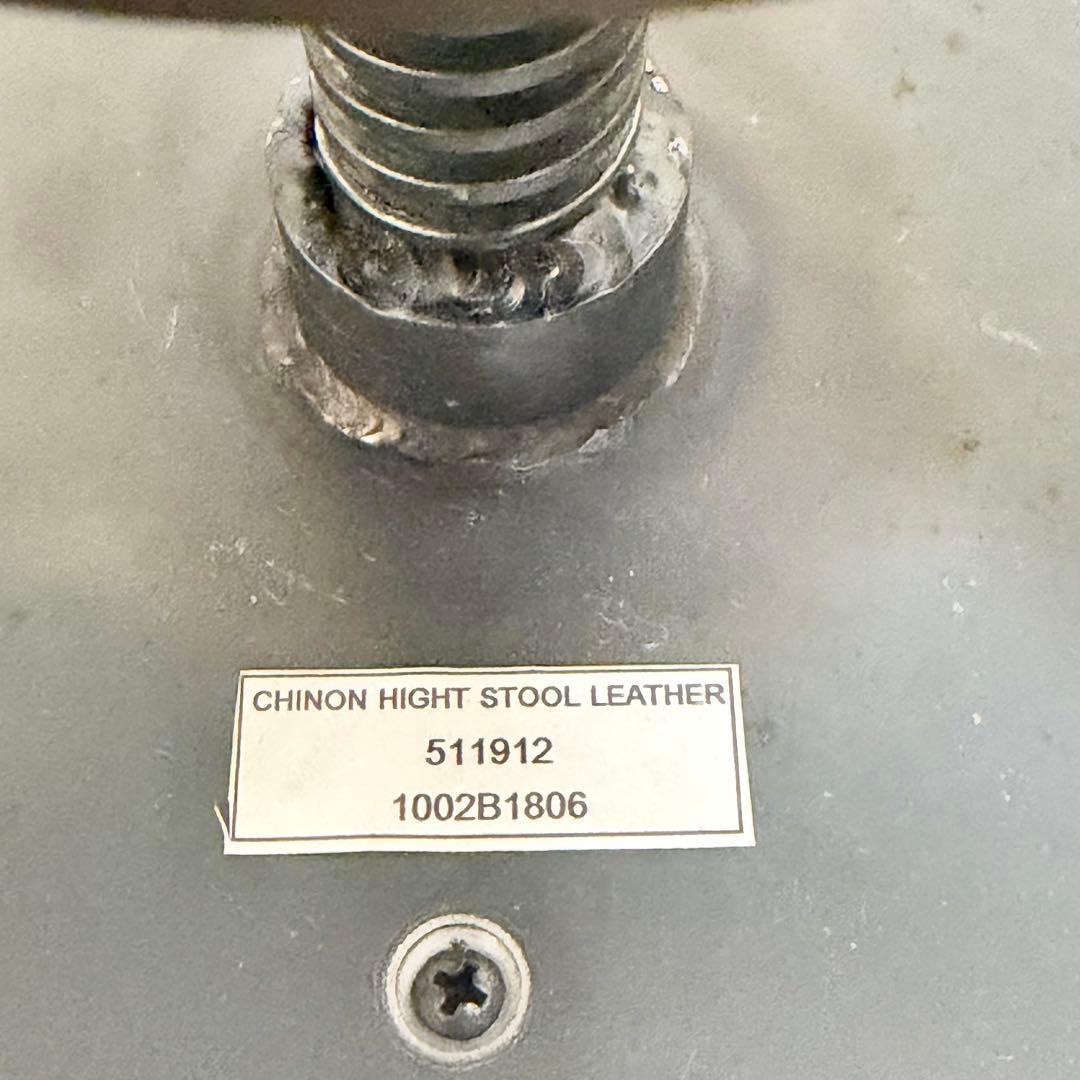 CHINON HIGHT STOOL LEATHER
511912
1002B1806